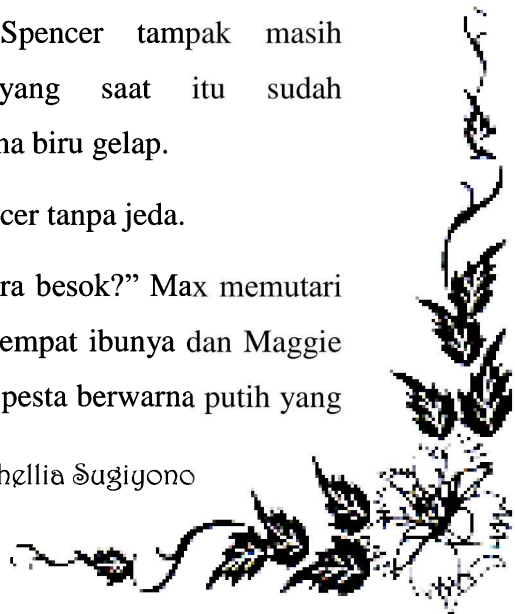 Spencer tampak masih
yang saat itu sudah
na biru gelap.
cer tanpa jeda.
ra besok?” Max memutari
empat ibunya dan Maggie
pesta berwarna putih yang
hellia Sugiyono